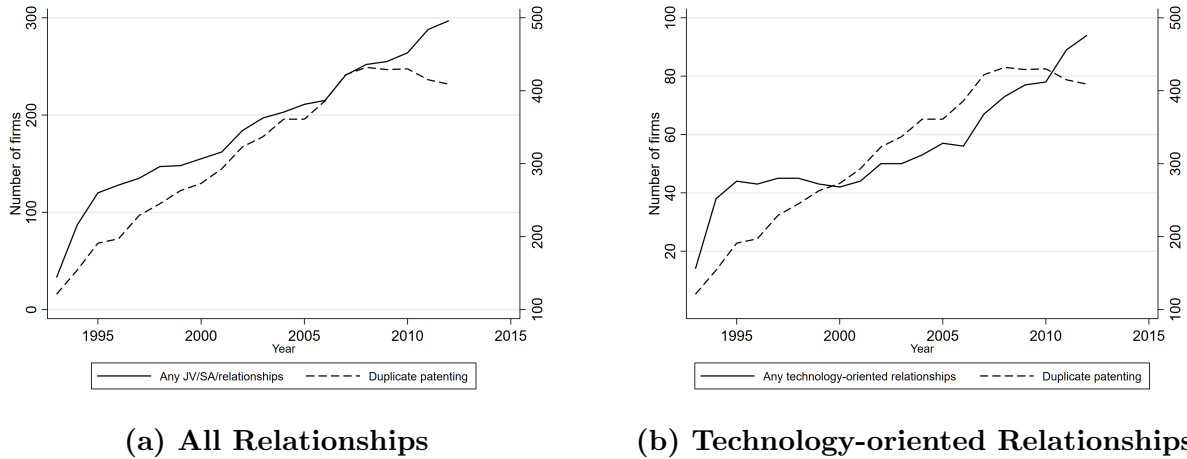 Number of firms
0
100
200
300
100
200
300
400
500
1995
2000
2005
2010
2015
Year
Any JV/SA/relationships
Duplicate patenting
(a) All Relationships
Number of firms
20
40
60
80
100
100
200
300
400
500
1995
2000
2005
2010
2015
Year
Any technology-oriented relationships
Duplicate patenting
(b) Technology-oriented Relationships